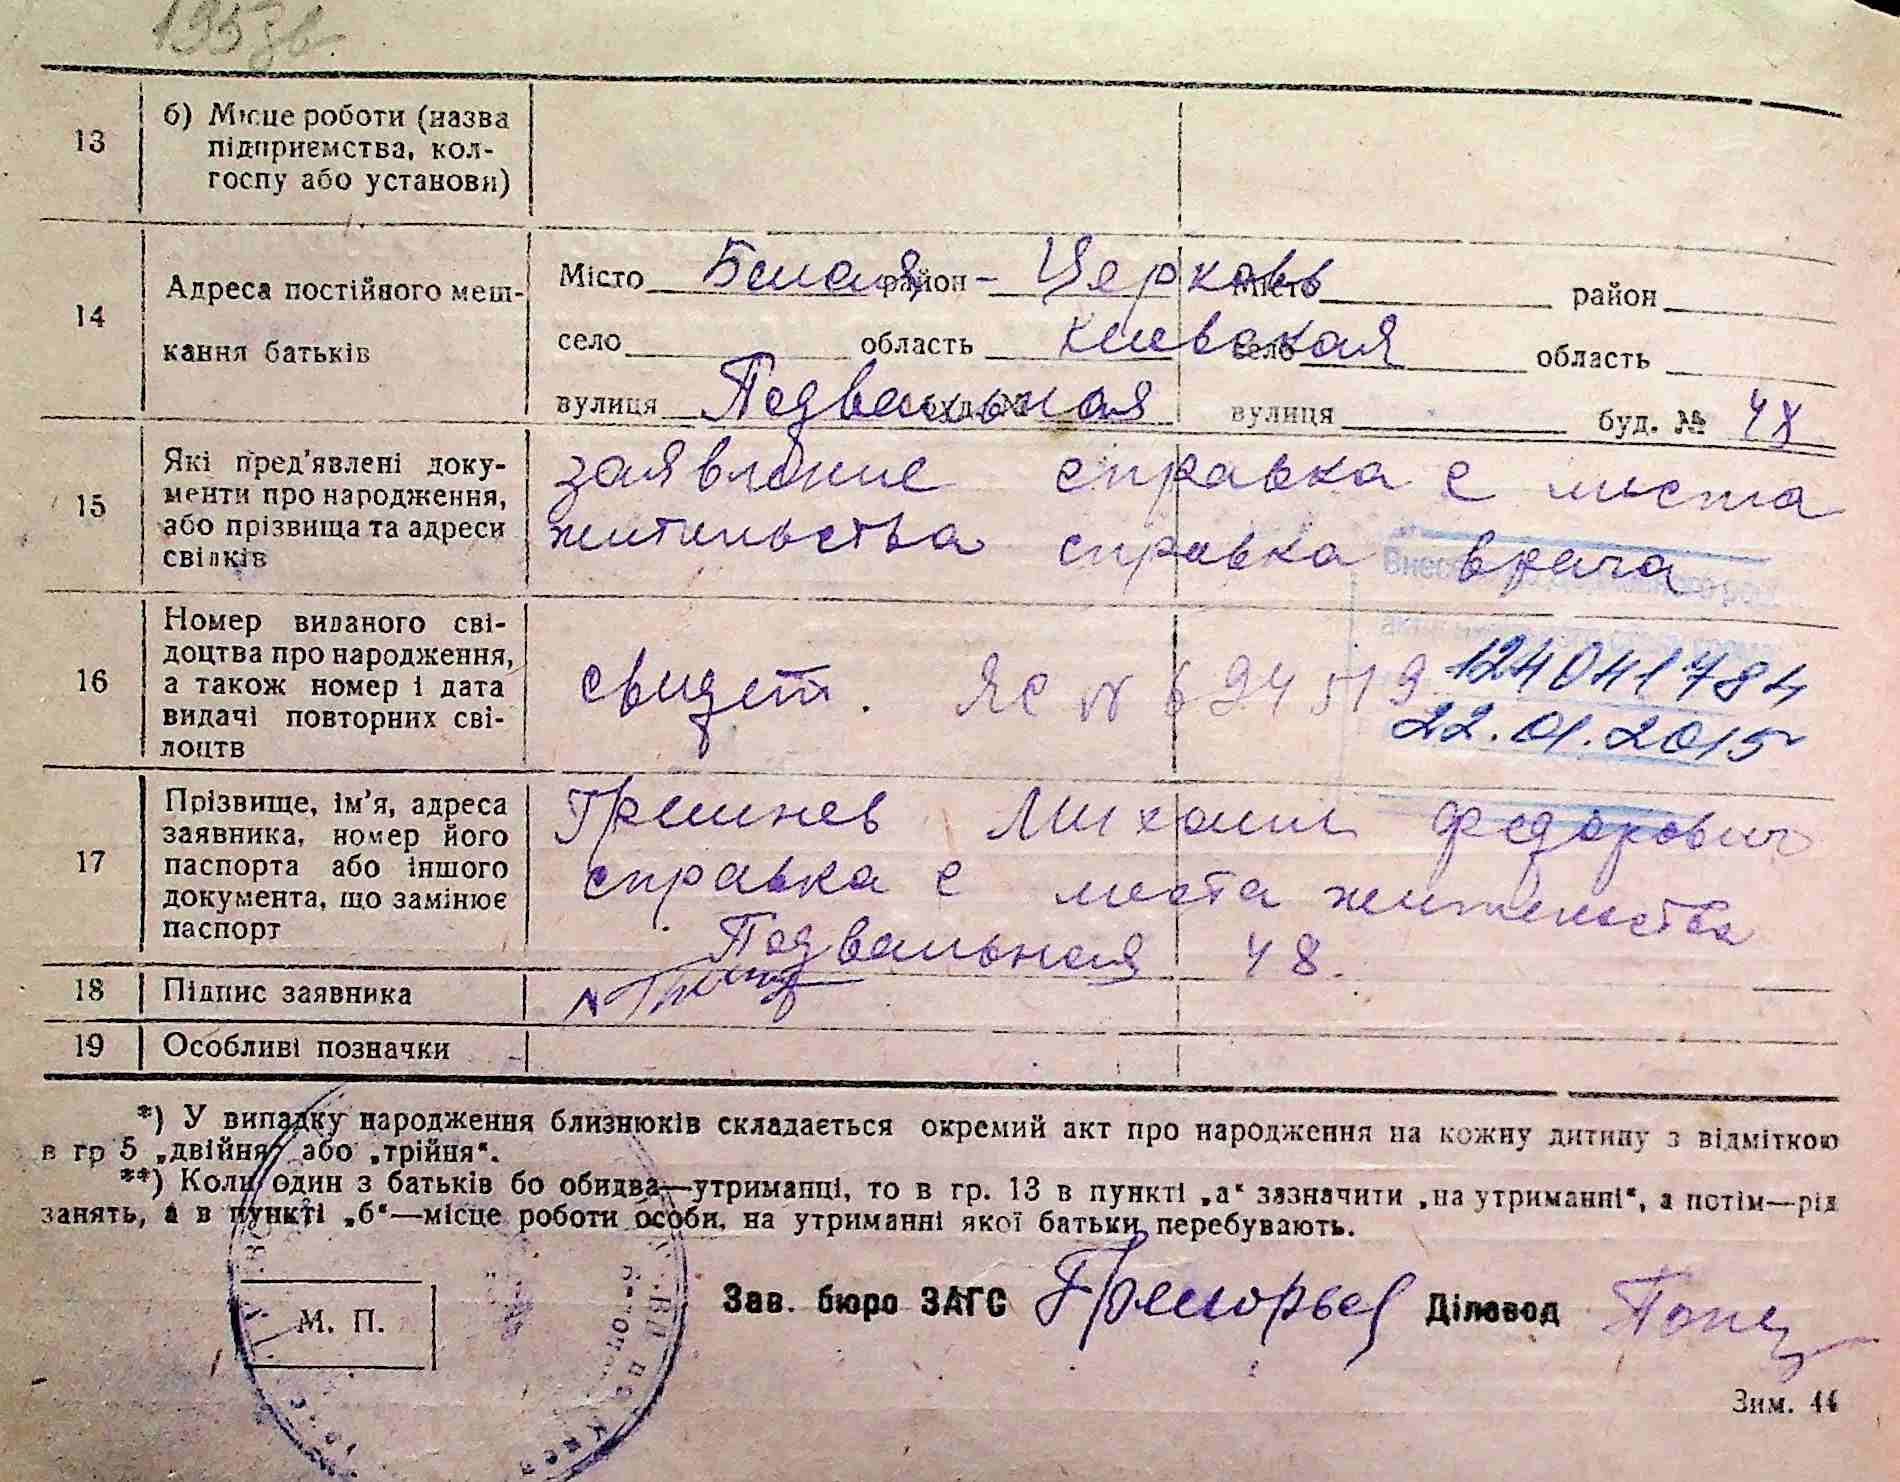 195зв.
13
б) Місце роботи (назва
підприємства, кол-
госпу або установи)
14
Адреса постійного меш-
кання батьків
Місто Белая район - Церковь Місто район
село область Киевская село область
вулиця Подвальная буд. № вулиця буд. № 48
15
Які пред'явлені доку-
менти про народження,
або прізвища та адреси
свідків
заявление справка с места
жительства справка врача
16
Номер виданого сві-
доцтва про народження,
а також номер і дата
видачі повторних сві-
доцтв
свидет. ЯС № 694519
124041784
22.01.2015
17
Прізвище, ім'я, адреса
заявника, номер його
паспорта або іншого
документа, що замінює
паспорт
Михаил Федорович
справка с места жительства
Подвальная 48.
18
Підпис заявника
19
Особливі позначки
*) У випадку народження близнюків складається окремий акт про народження на кожну дитину з відміткою
в гр 5 „двійня“ або „трійня“.
**) Коли один з батьків бо обидва—утриманці, то в гр. 13 в пункті „а“ зазначити „на утриманні“, а потім—рід
занять, а в пункті „б“—місце роботи особи, на утриманні якої батьки перебувають.
М. П.
Зав. бюро ЗАГС Діловод
Зим. 44